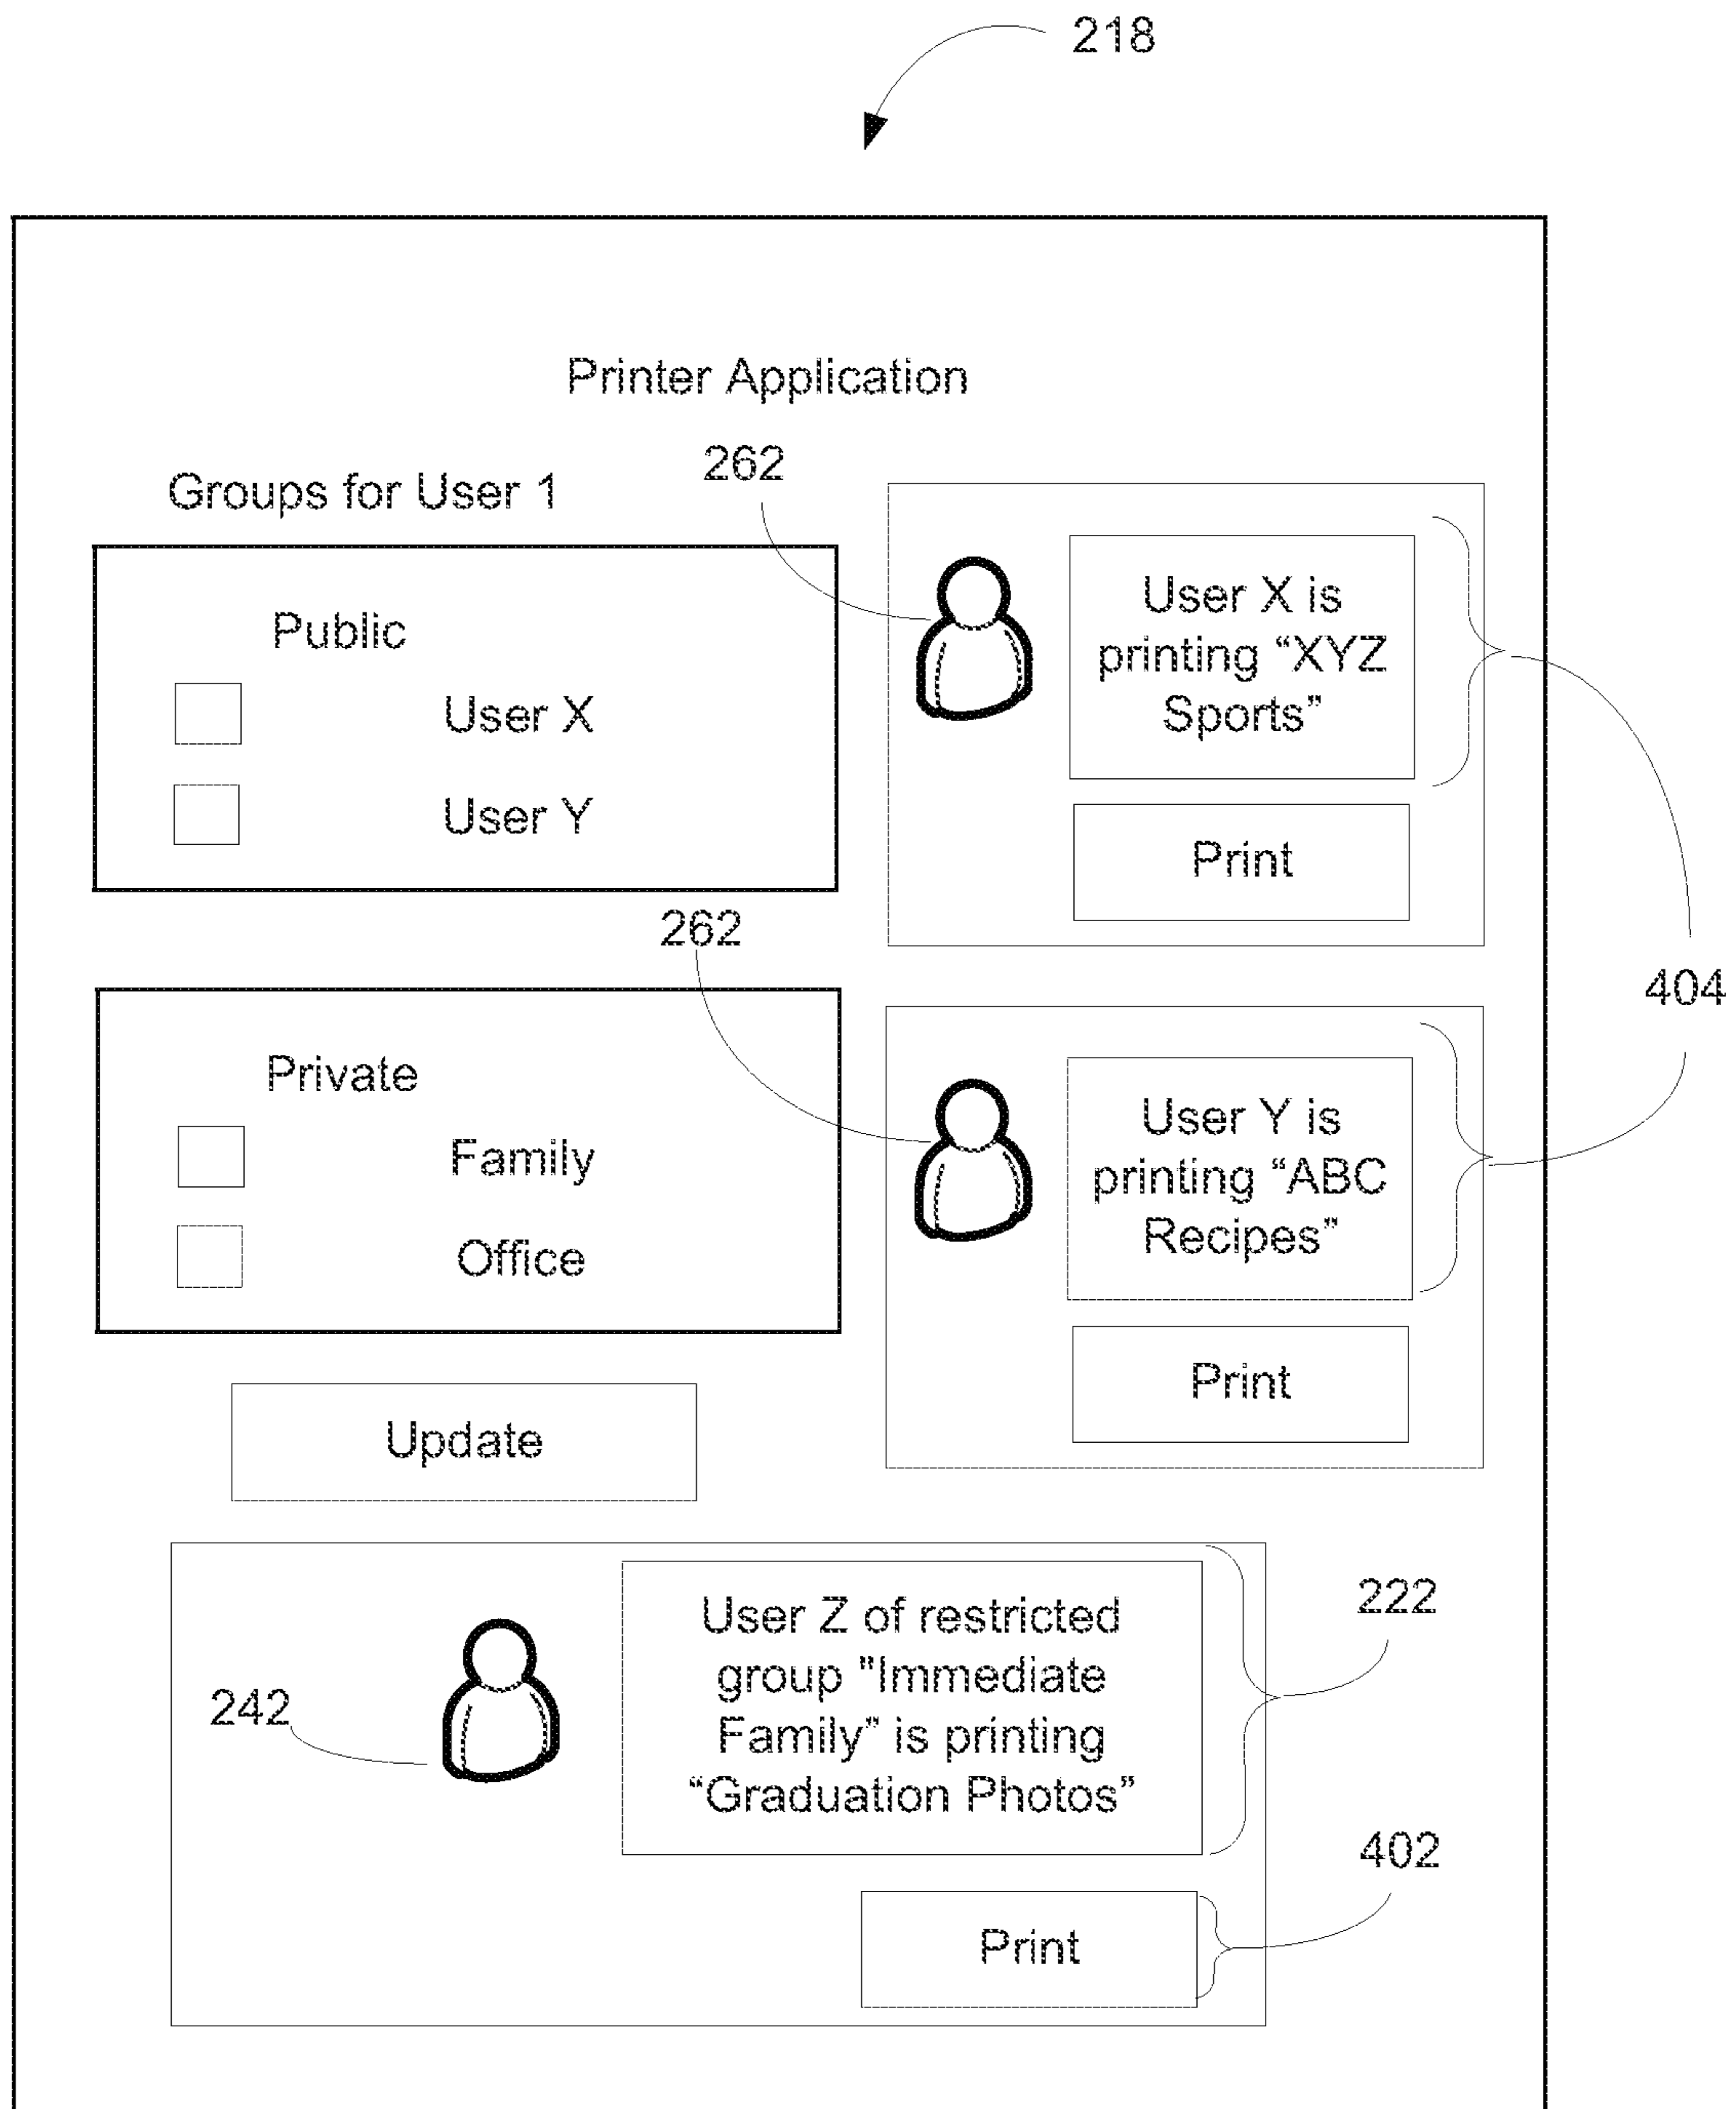 218
Printer Application
Groups for User 1
262
Public
User X
User Y
User X is
printing “XYZ
Sports”
Print
404
262
Private
Family
Office
User Y is
printing “ABC
Recipes”
Print
Update
User Z of restricted
group "Immediate
Family” is printing
“Graduation Photos”
222
242
Print
402